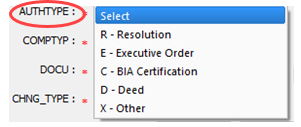 AUTHTYPE : * Select
R - Resolution
COMPTYP : * E - Executive Order
DOCU : * C - BIA Certification
D - Deed
CHNG_TYPE : * X - Other